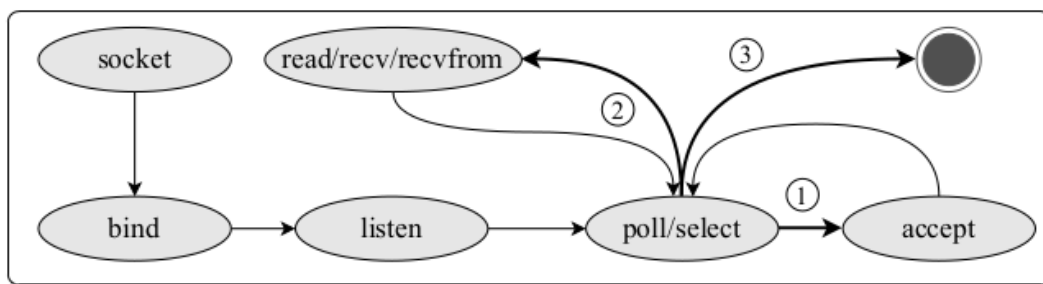 socket
read/recv/recvfrom
③
②
①
bind
listen
poll/select
accept